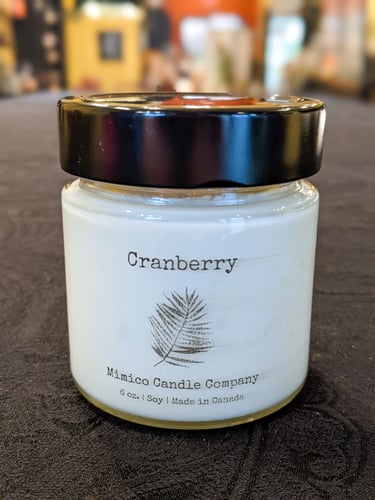 Cranberry
Mimico Candle Company
6 oz. | Soy | Made in Canada